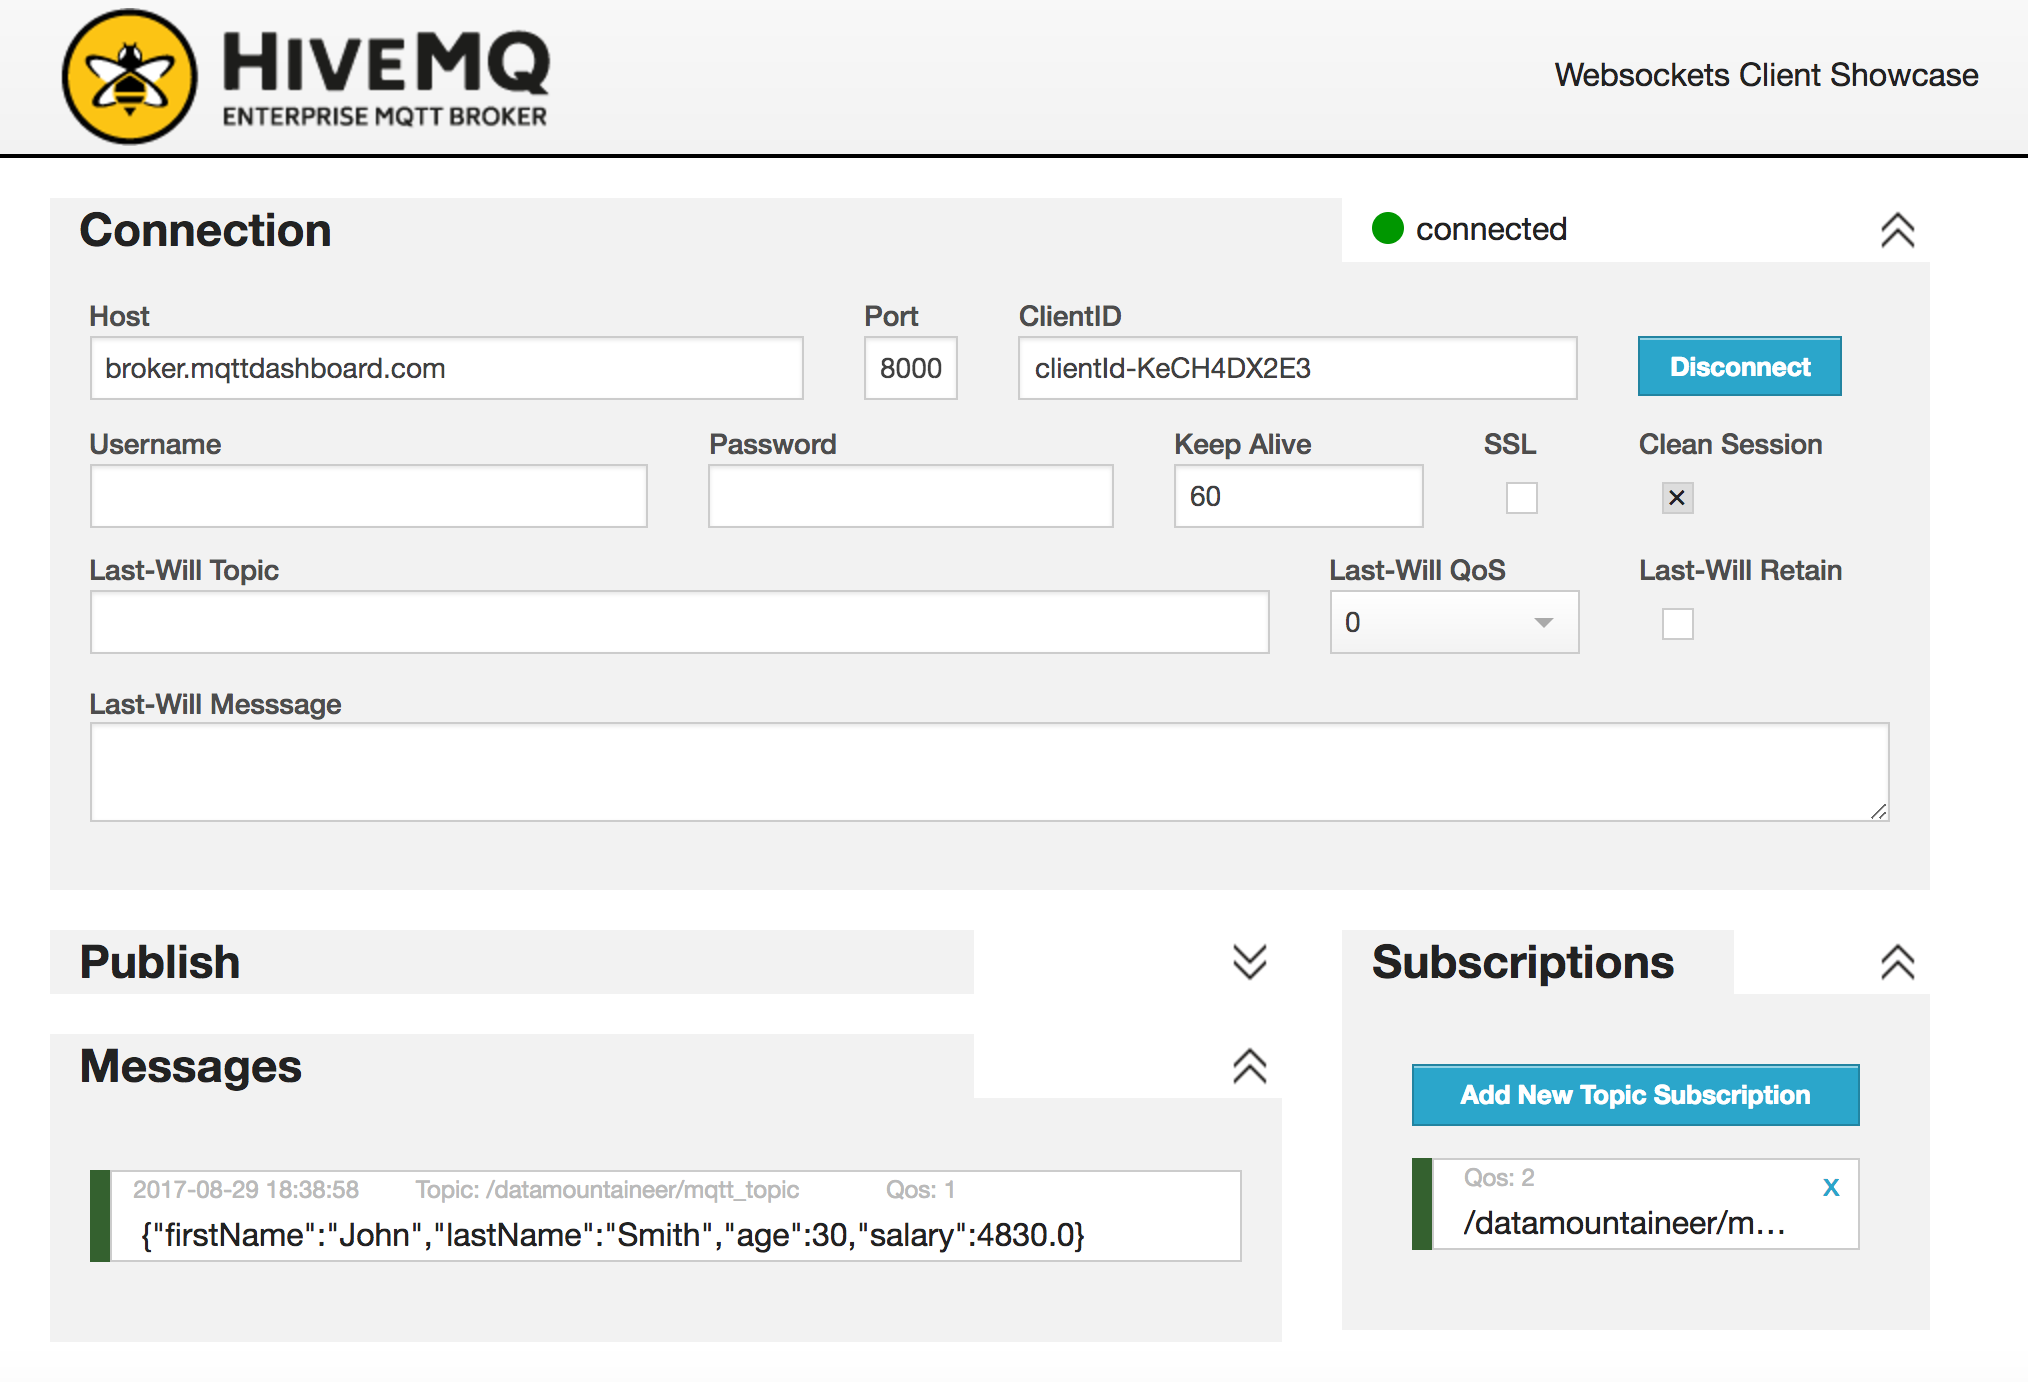 HIVEMQ
ENTERPRISE MQTT BROKER
Websockets Client Showcase
Connection
connected
Host
Port
ClientID
broker.mqttdashboard.com
8000
clientId-KeCH4DX2E3
Disconnect
Username
Password
Keep Alive
SSL
Clean Session
60
Last-Will Topic
Last-Will QoS
Last-Will Retain
0
Last-Will Messsage
Publish
Subscriptions
Messages
Add New Topic Subscription
2017-08-29 18:38:58 Topic: /datamountaineer/mqtt_topic Qos: 1
{"firstName":"John","lastName":"Smith","age":30,"salary":4830.0}
Qos: 2
x
/datamountaineer/m...